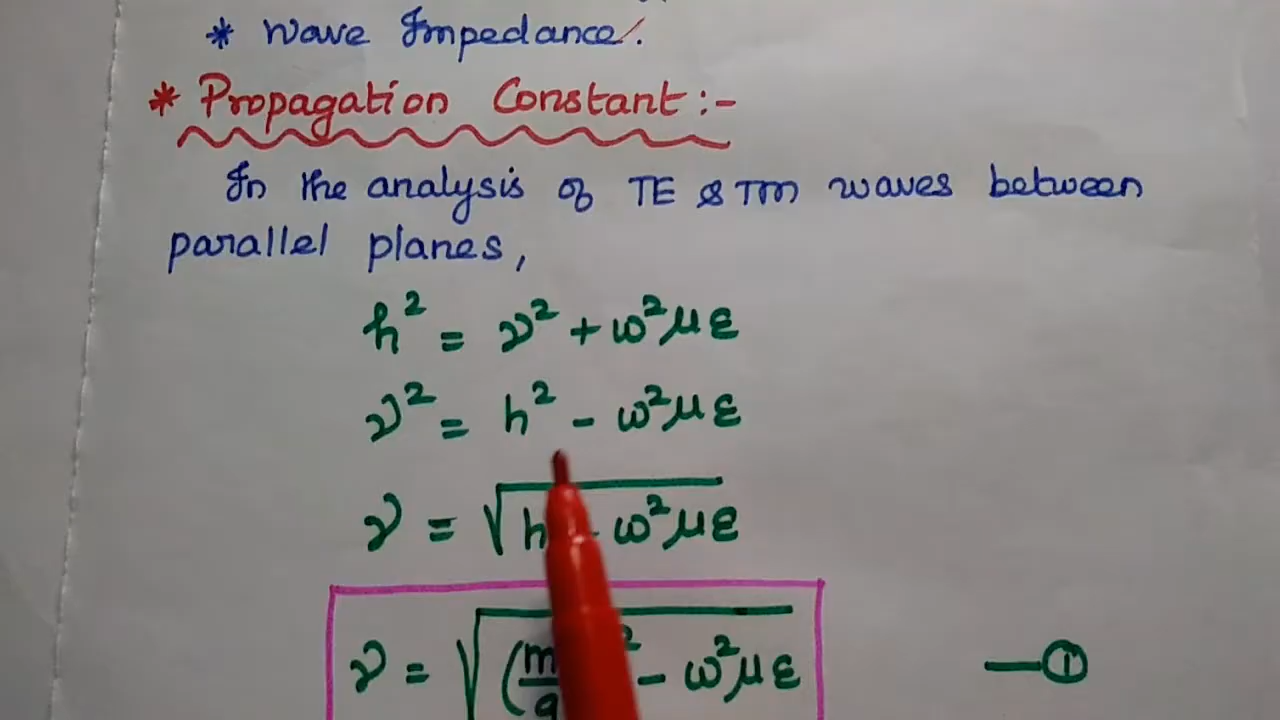 * Wave Impedance.
* Propagation Constant :-
In the analysis of TE & TM waves between
parallel planes,
h² = γ² + ω²με
γ² = h² - ω²με
γ = √h - ω²με
γ = √(m/a ² - ω²με —①